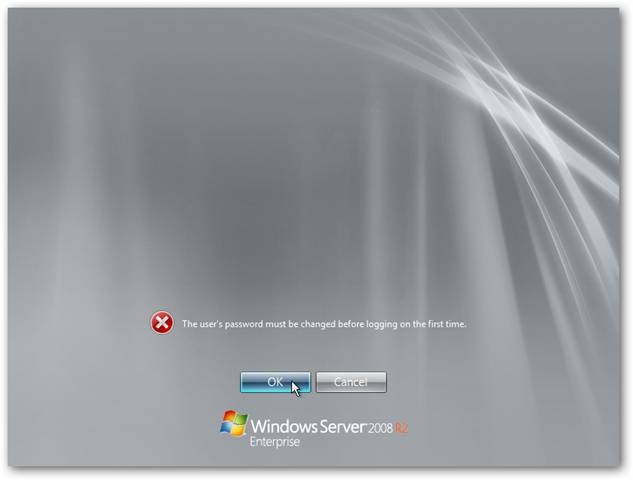 The user's password must be changed before logging on the first time.
OK
Cancel
Windows Server 2008 R2
Enterprise